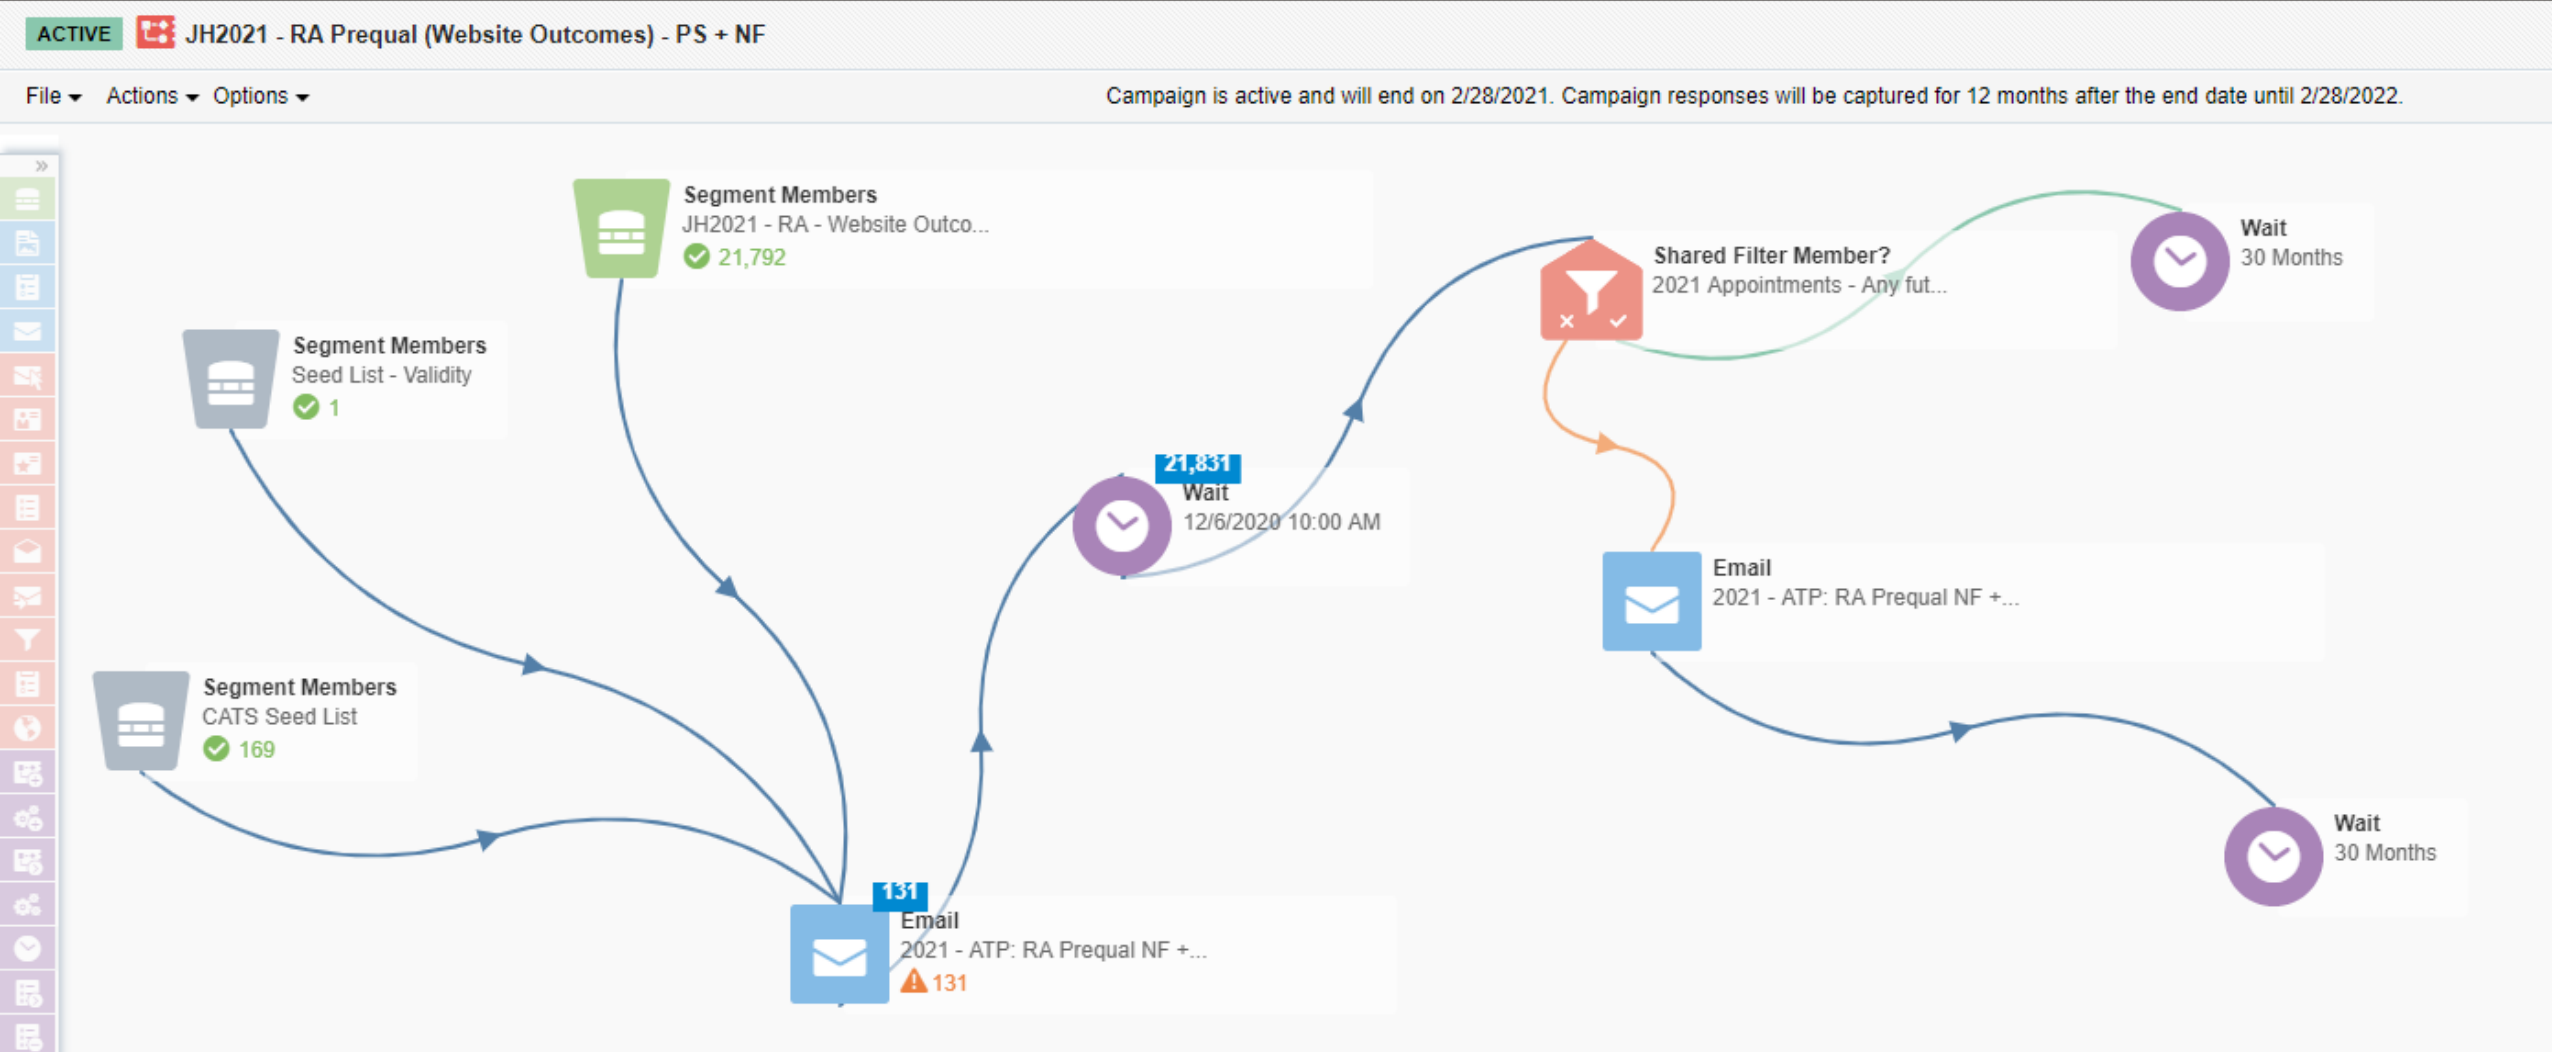 ACTIVE JH2021 - RA Prequal (Website Outcomes) - PS + NF
File Actions Options Campaign is active and will end on 2/28/2021. Campaign responses will be captured for 12 months after the end date until 2/28/2022.
Segment Members
JH2021 - RA - Website Outco...
21,792
Segment Members
Seed List - Validity
1
Segment Members
CATS Seed List
169
131
Email
2021 - ATP: RA Prequal NF +...
131
21,831
Wait
12/6/2020 10:00 AM
Shared Filter Member?
2021 Appointments - Any fut...
Wait
30 Months
Email
2021 - ATP: RA Prequal NF +...
Wait
30 Months